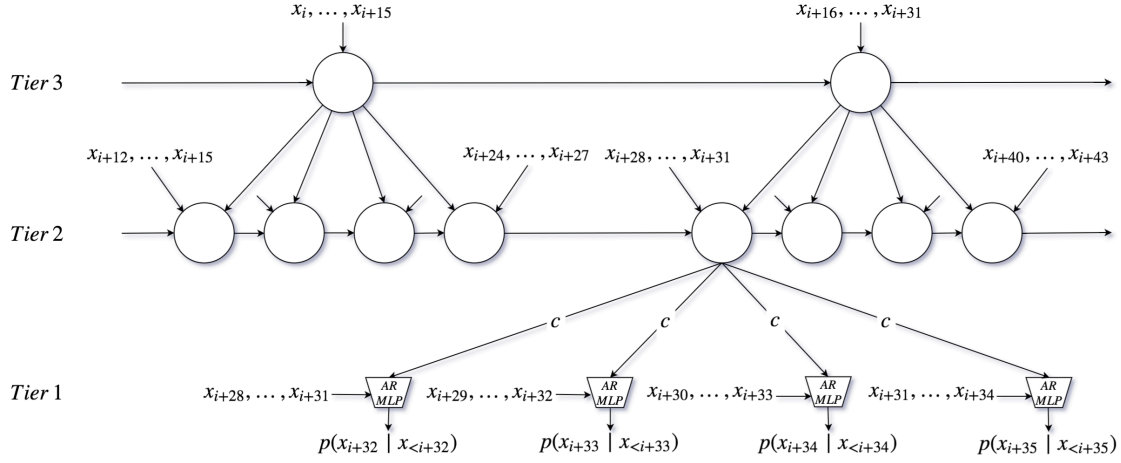 x_i, …, x_{i+15} x_{i+16}, …, x_{i+31}
Tier 3
x_{i+12}, …, x_{i+15} x_{i+24}, …, x_{i+27} x_{i+28}, …, x_{i+31} x_{i+40}, …, x_{i+43}
Tier 2
c c c c
Tier 1
x_{i+28}, …, x_{i+31} AR MLP x_{i+29}, …, x_{i+32} AR MLP x_{i+30}, …, x_{i+33} AR MLP x_{i+31}, …, x_{i+34} AR MLP
p(x_{i+32} | x_{<i+32}) p(x_{i+33} | x_{<i+33}) p(x_{i+34} | x_{<i+34}) p(x_{i+35} | x_{<i+35})